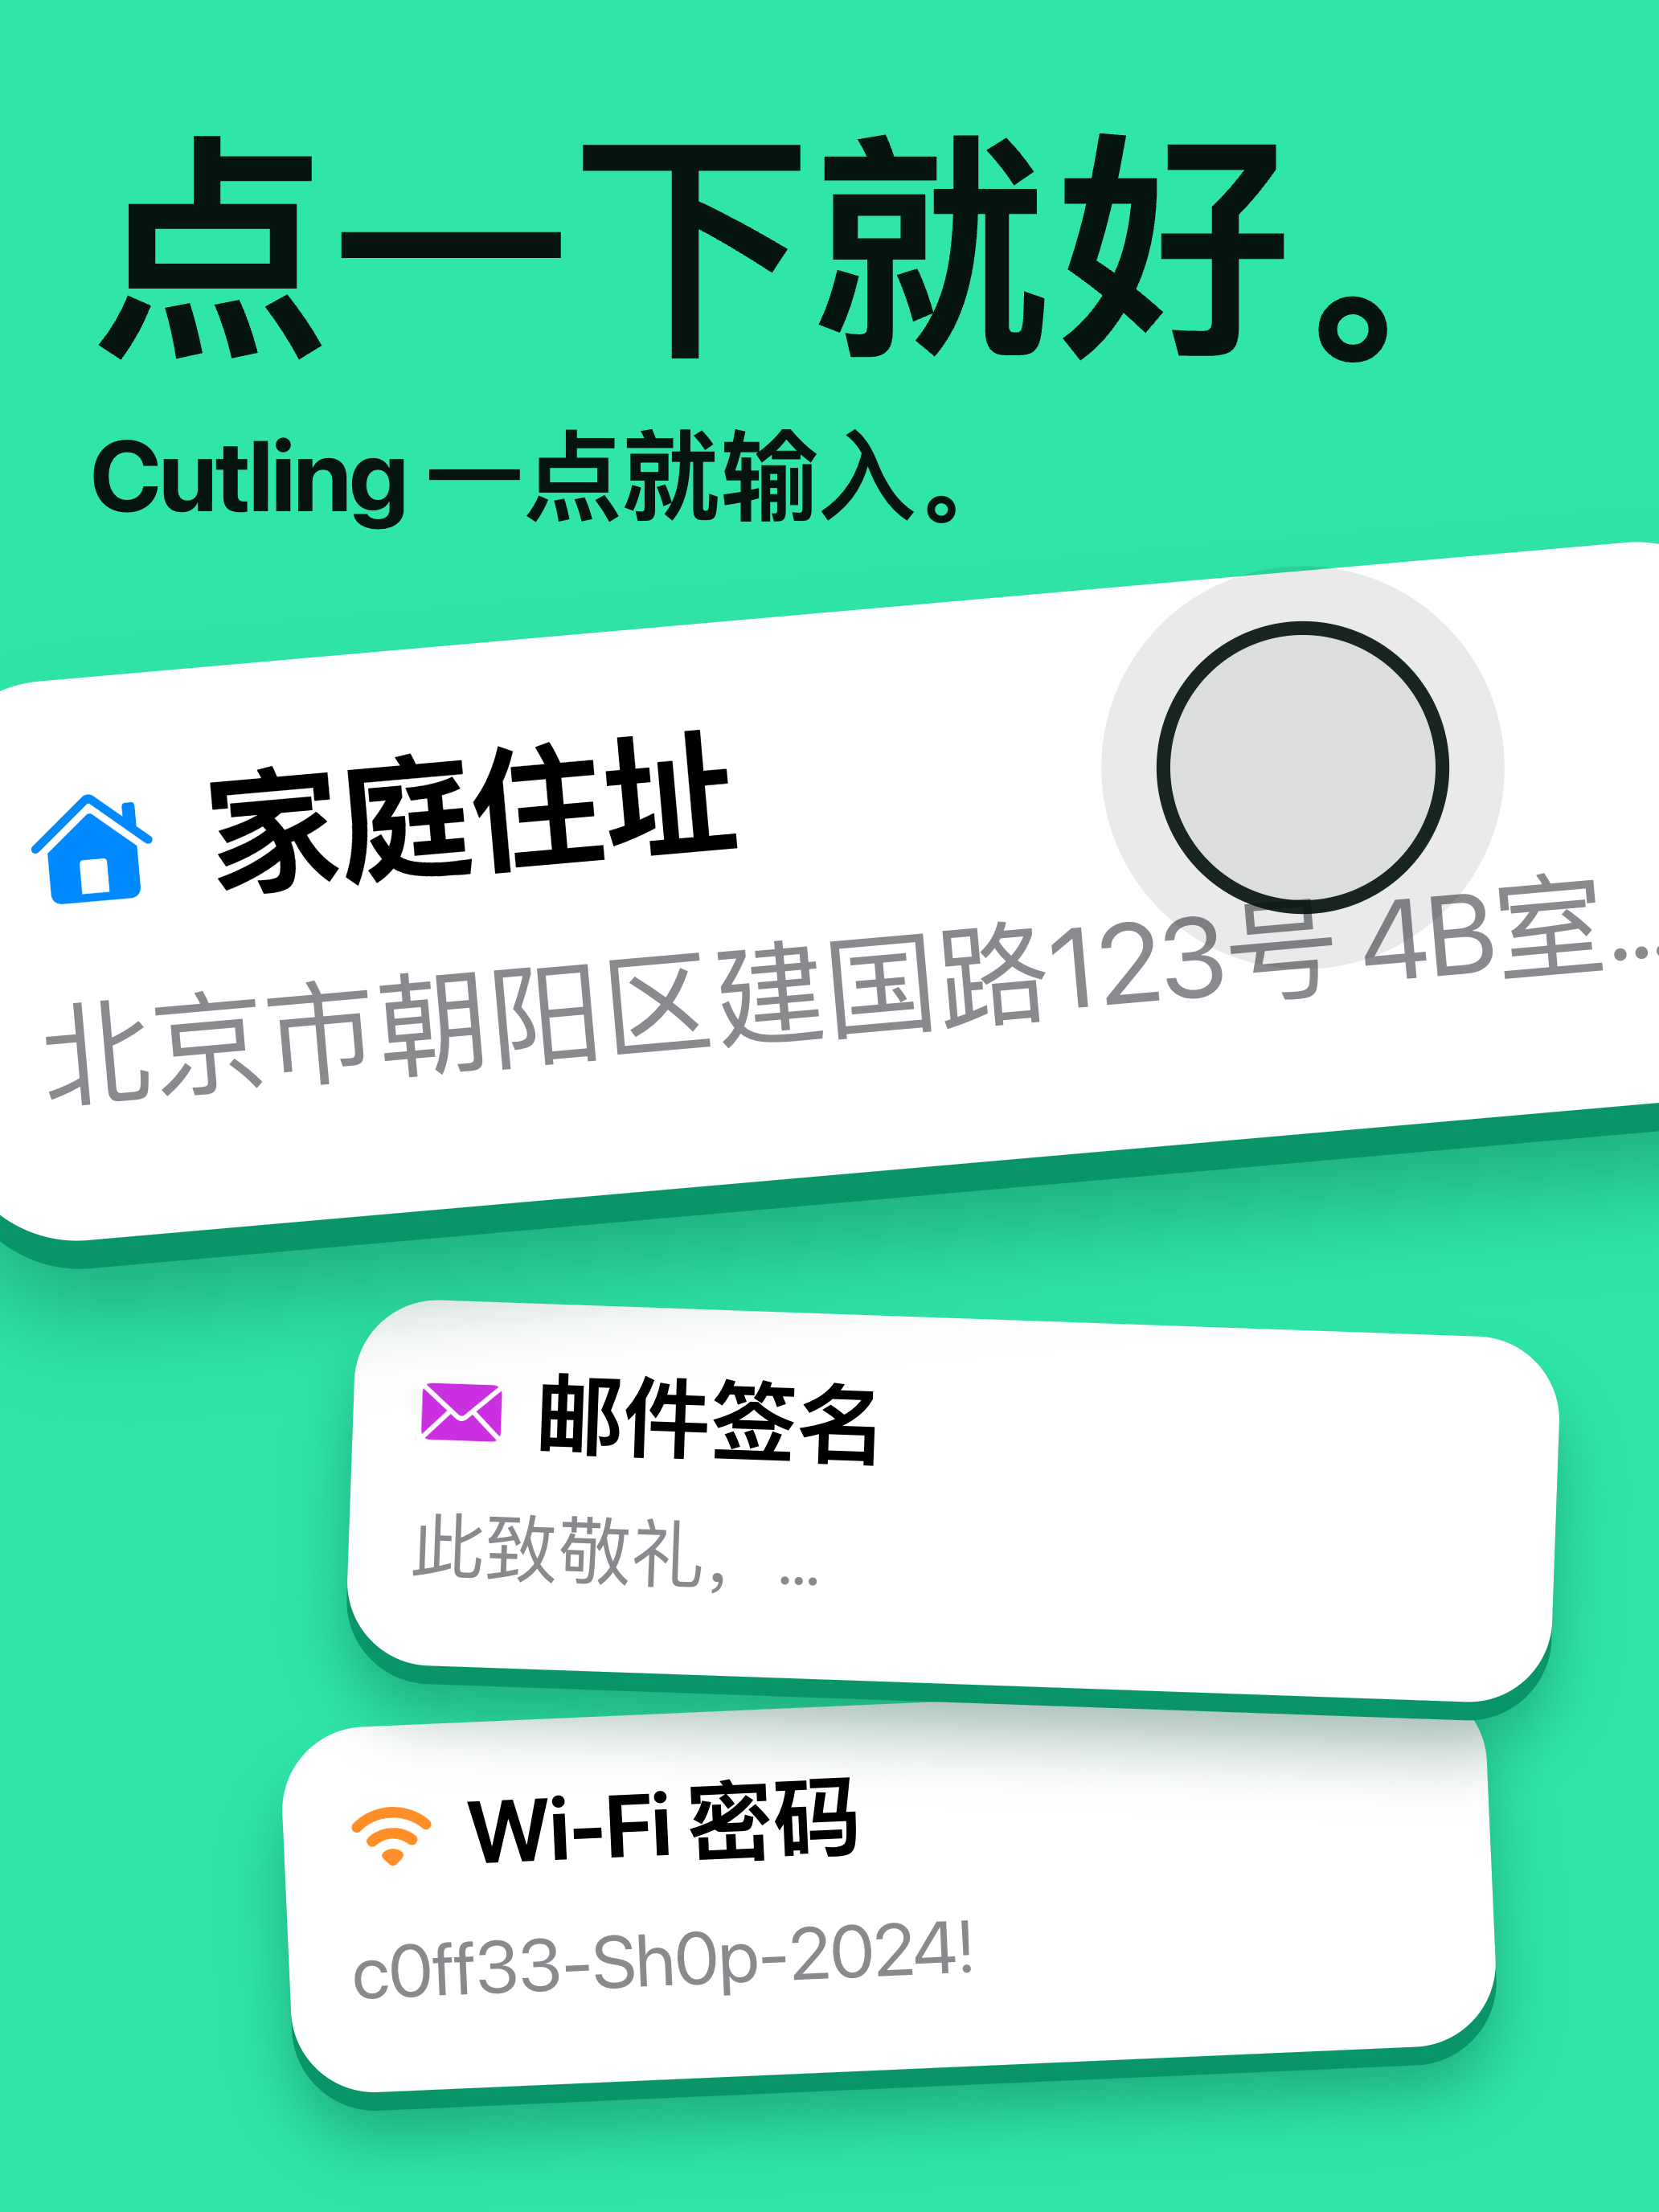 点一下就好。
Cutling 一点就输入。
家庭住址
北京市朝阳区建国路123号 4B室...
邮件签名
此致敬礼， ...
Wi-Fi 密码
c0ff33-Sh0p-2024!